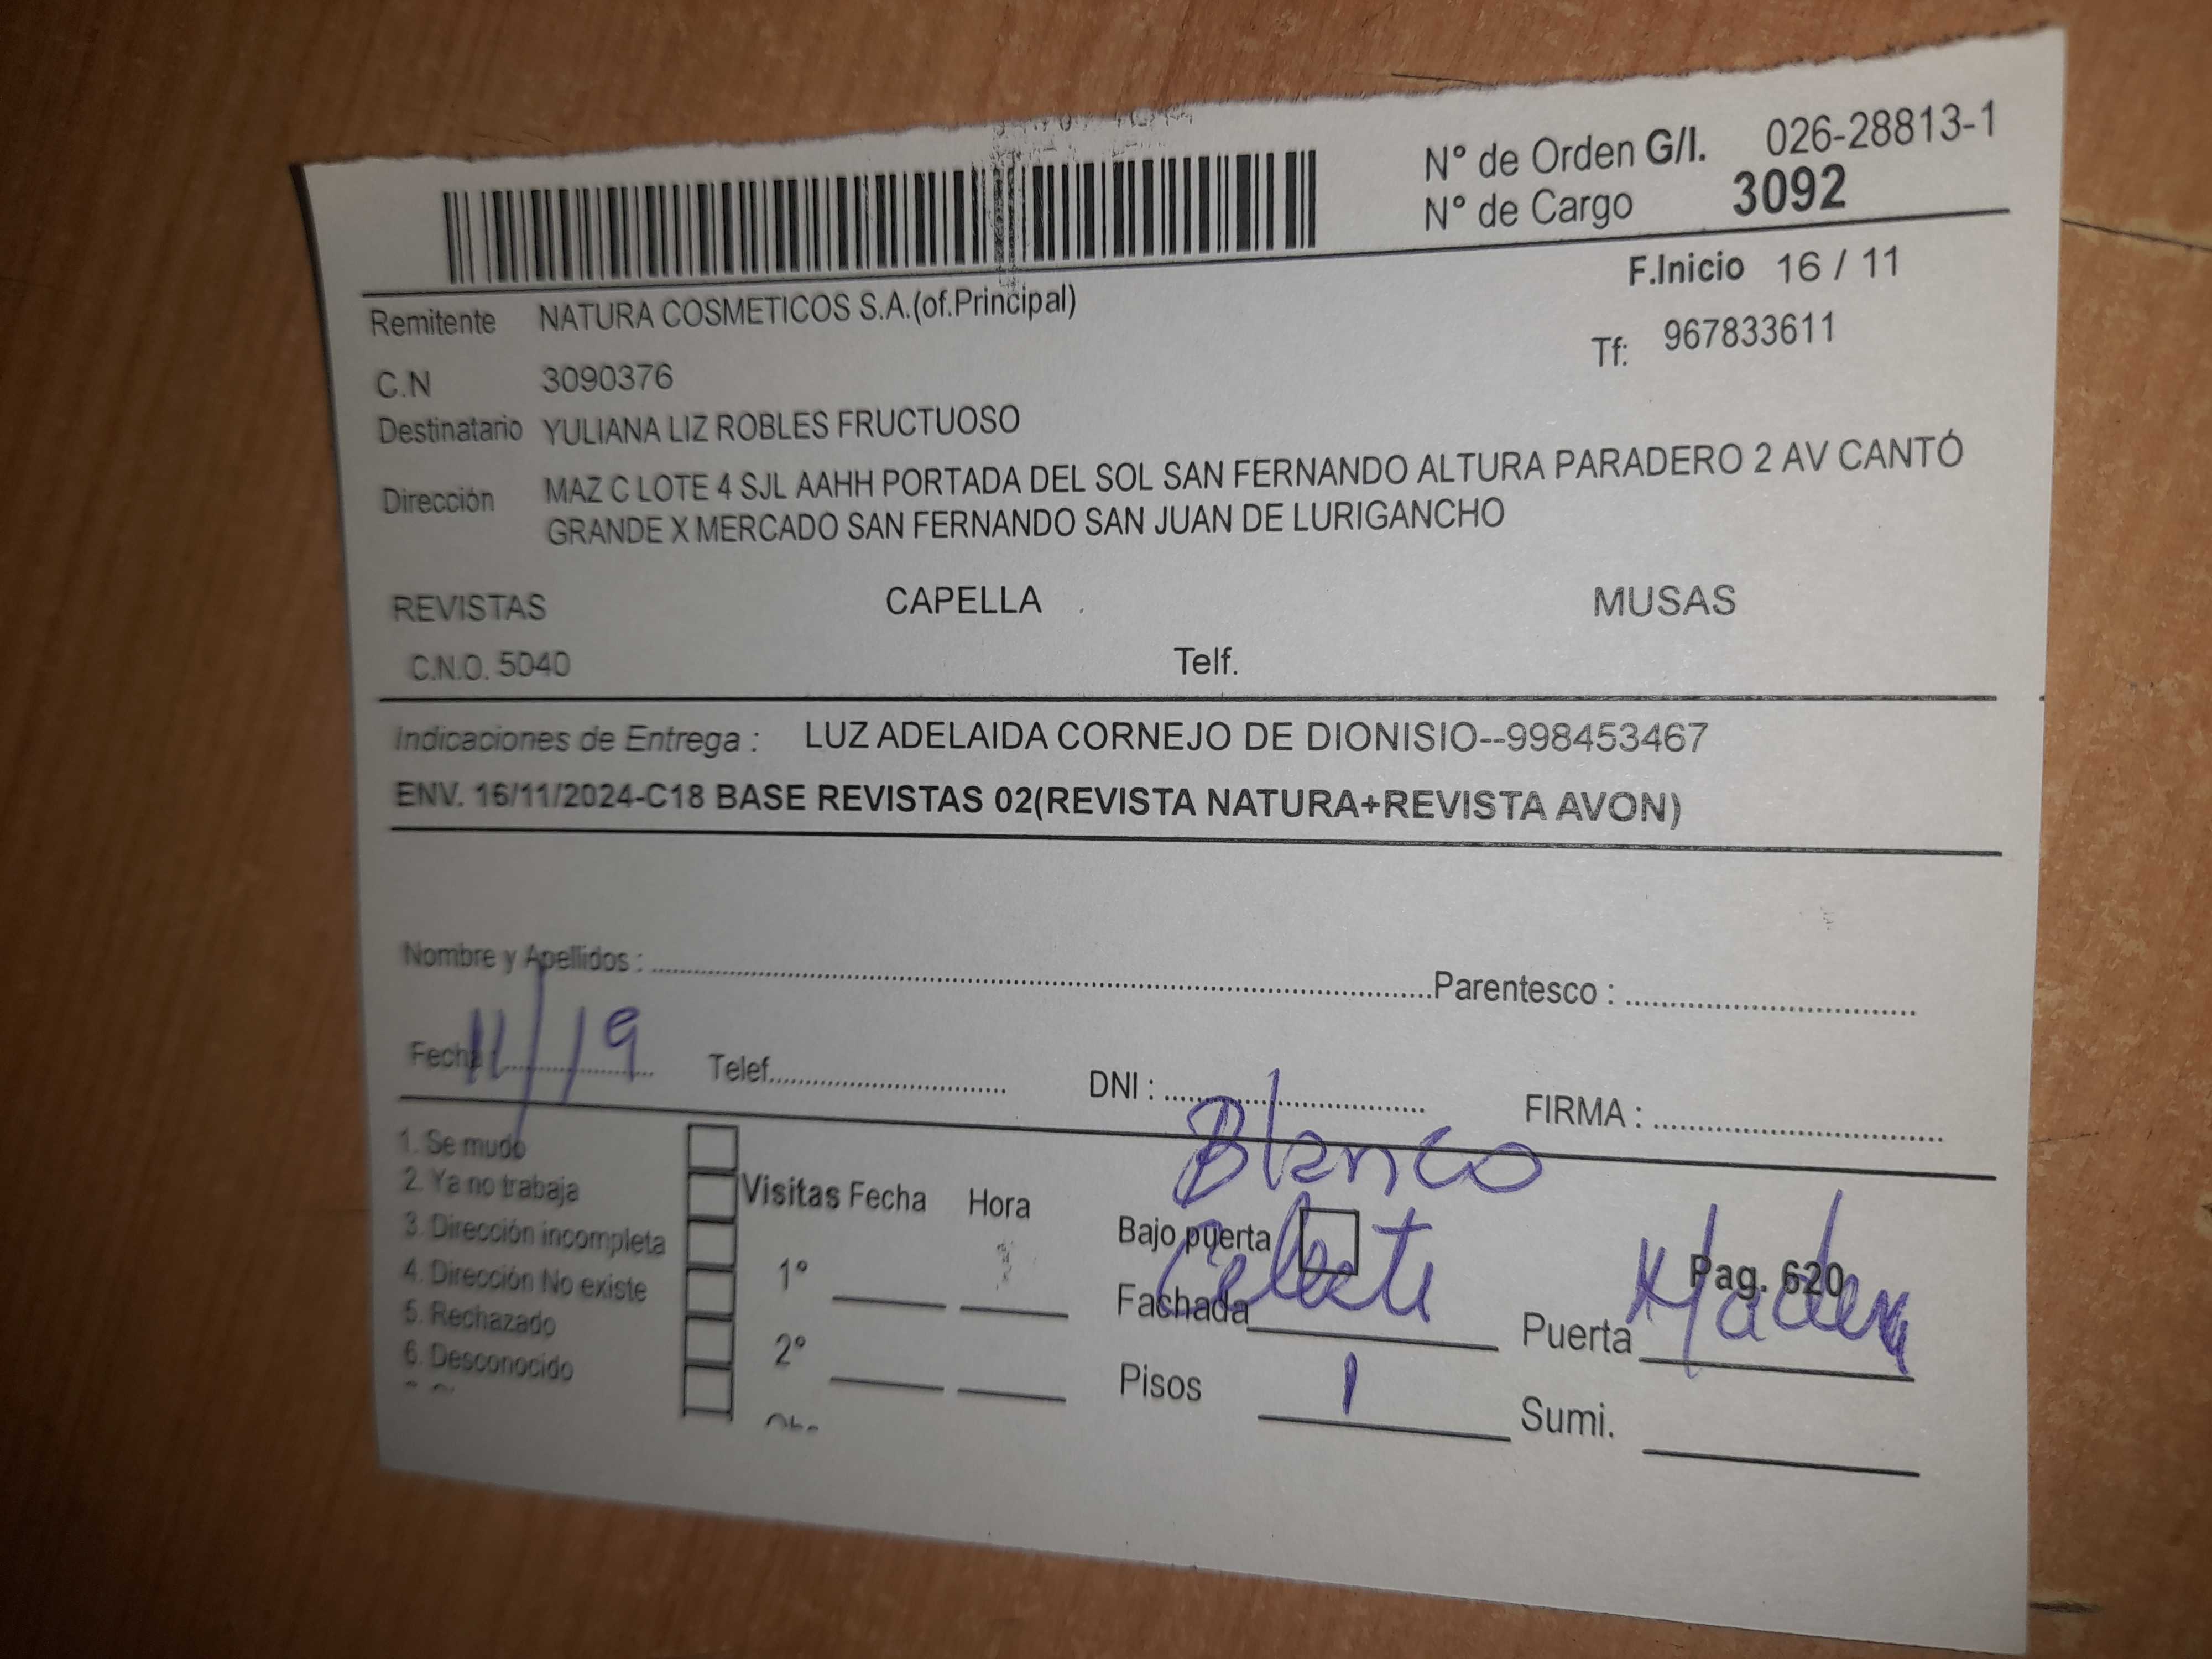 N° de Orden G/I. 026-28813-1
N° de Cargo 3092
F.Inicio 16 / 11
Remitente NATURA COSMETICOS S.A.(of.Principal)
Tf: 967833611
C.N 3090376
Destinatario YULIANA LIZ ROBLES FRUCTUOSO
Dirección MAZ C LOTE 4 SJL AAHH PORTADA DEL SOL SAN FERNANDO ALTURA PARADERO 2 AV CANTÓ
GRANDE X MERCADO SAN FERNANDO SAN JUAN DE LURIGANCHO
REVISTAS CAPELLA MUSAS
C.N.O. 5040 Telf.
Indicaciones de Entrega : LUZ ADELAIDA CORNEJO DE DIONISIO--998453467
ENV. 16/11/2024-C18 BASE REVISTAS 02(REVISTA NATURA+REVISTA AVON)
Nombre y Apellidos : Parentesco :
Fecha : 11/19 Telef. DNI : FIRMA :
Blanco
1. Se mudo
2. Ya no trabaja
3. Dirección incompleta
4. Dirección No existe
5. Rechazado
6. Desconocido
Visitas Fecha Hora
1°
2°
Bajo puerta
Fachada Celeste
Pisos 1
Pag. 620
Puerta
Sumi.